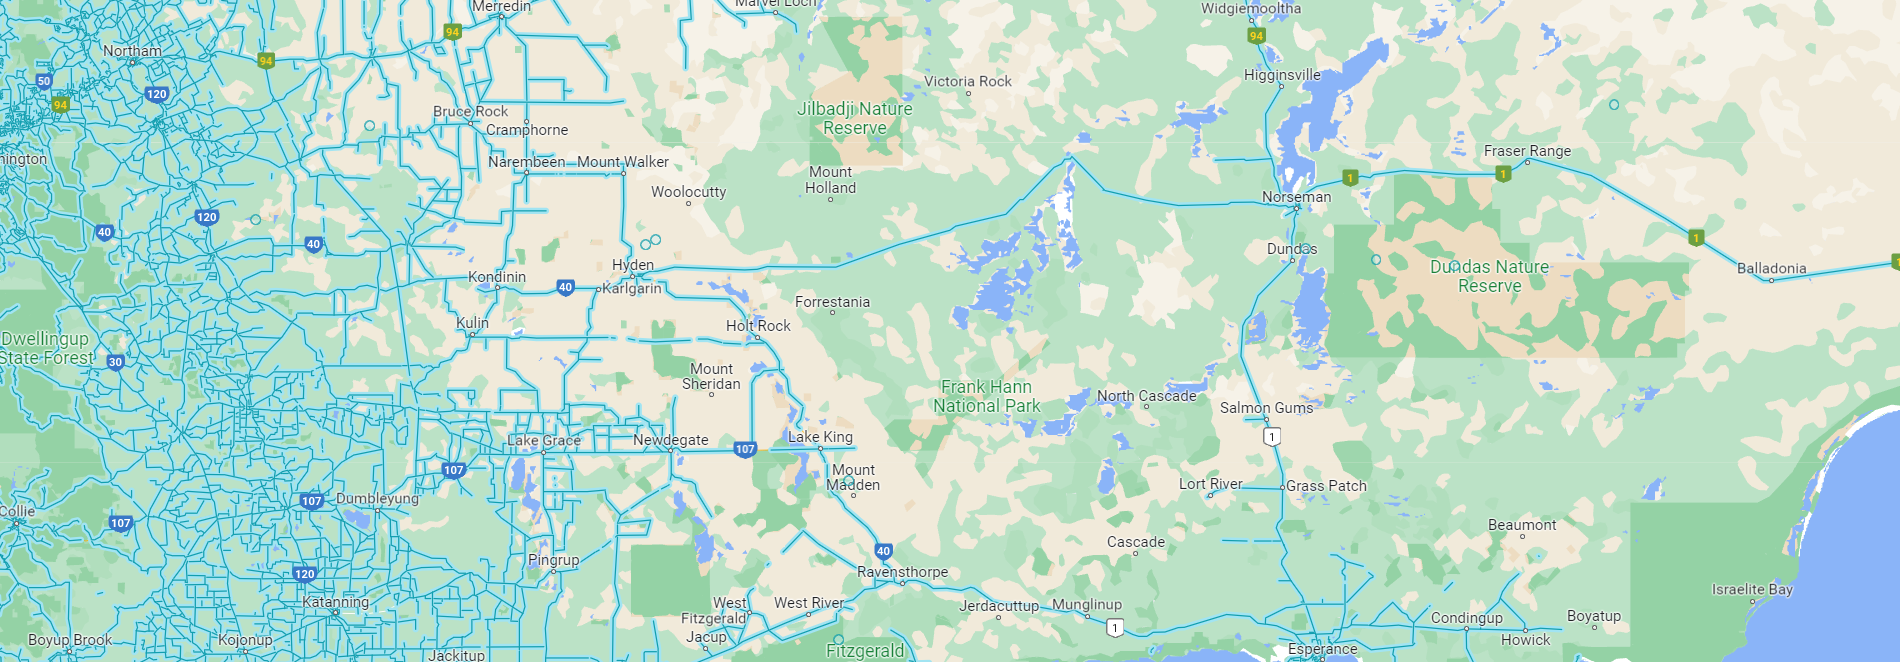 Merredin
Marvel Loch
Widgiemooltha
94
94
94
Northam
Higginsville
50
120
94
Victoria Rock
Bruce Rock
Jilbadji Nature
Reserve
Cramphorne
nington
Narembeen
Mount Walker
Fraser Range
Mount
Holland
1
1
Woolocutty
Norseman
120
40
40
1
Dundas
Hyden
Dundas Nature
Reserve
Balladonia
Kondinin
40
Karlgarin
Forrestania
Kulin
Holt Rock
Dwellingup
State Forest
30
Mount
Sheridan
Frank Hann
National Park
North Cascade
Salmon Gums
Lake Grace
Newdegate
107
Lake King
1
107
Mount
Madden
Lort River
Grass Patch
107
Dumbleyung
Collie
107
Beaumont
Cascade
40
Pingrup
120
Ravensthorpe
Israelite Bay
Katanning
West
Fitzgerald
West River
Jerdacuttup
Munglinup
1
Condingup
Boyatup
Boyup Brook
Kojonup
Jacup
Howick
Jackitup
Fitzgerald
Esperance